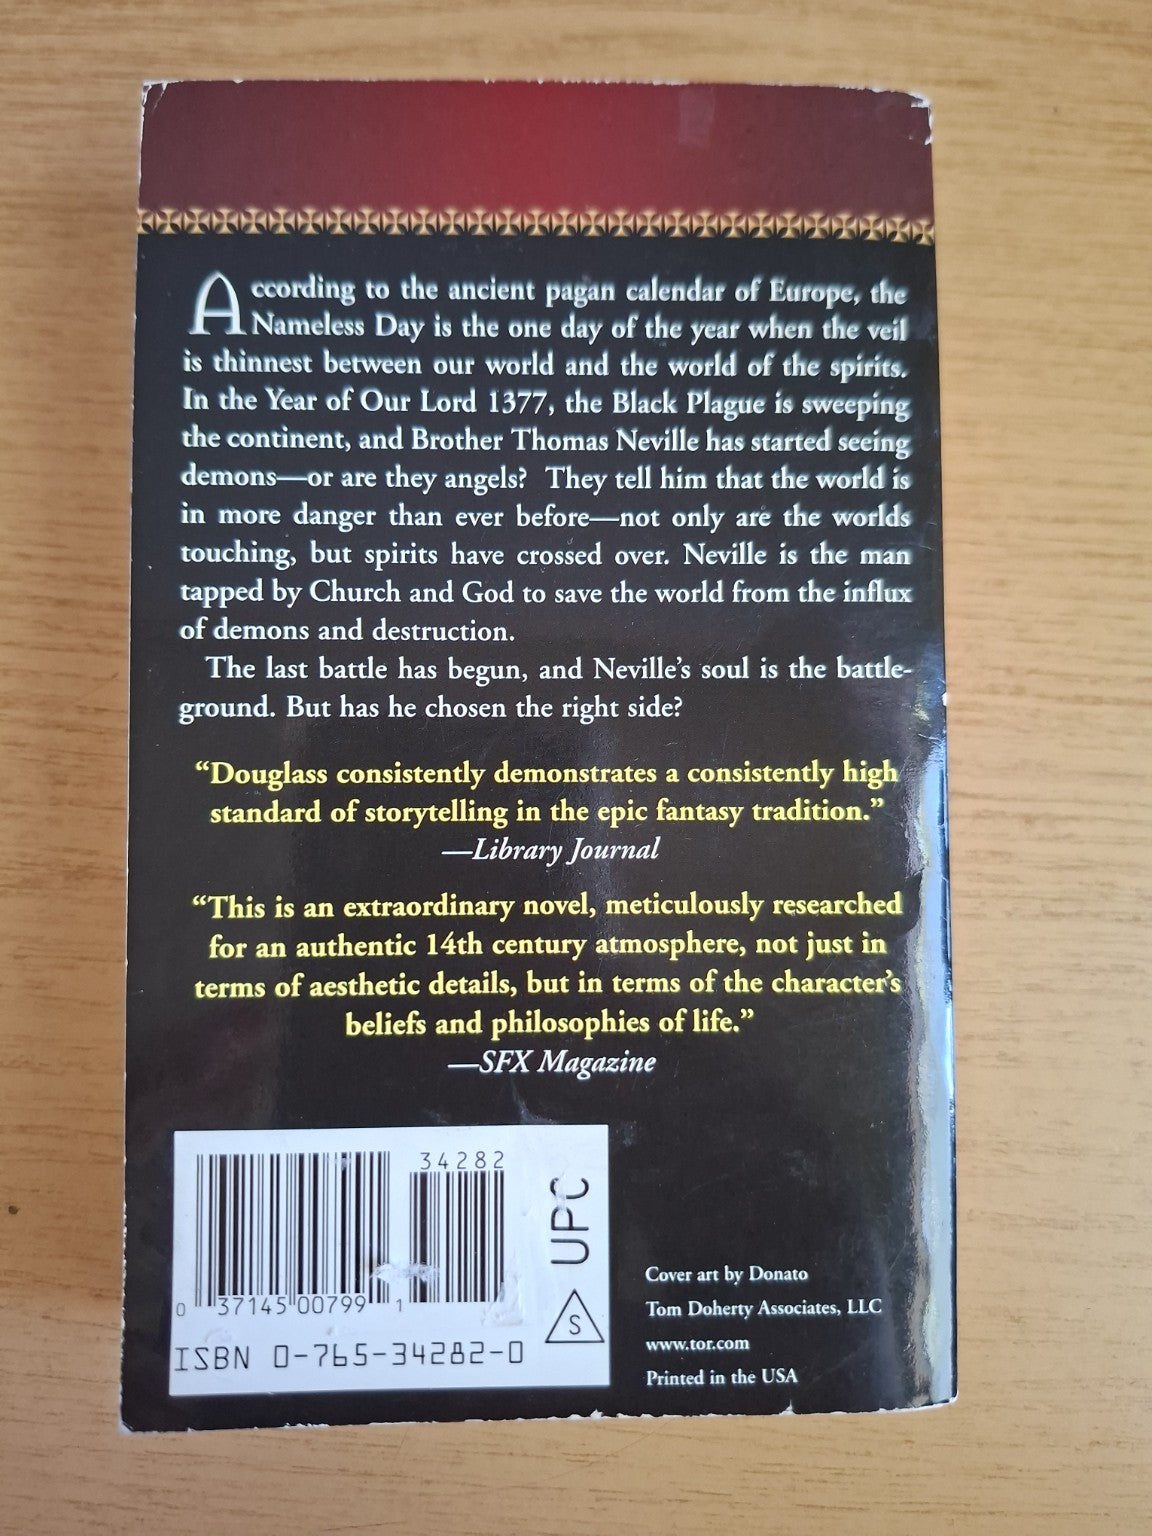 According to the ancient pagan calendar of Europe, the
Nameless Day is the one day of the year when the veil
is thinnest between our world and the world of the spirits.
In the Year of Our Lord 1377, the Black Plague is sweeping
the continent, and Brother Thomas Neville has started seeing
demons—or are they angels? They tell him that the world is
in more danger than ever before—not only are the worlds
touching, but spirits have crossed over. Neville is the man
tapped by Church and God to save the world from the influx
of demons and destruction.
The last battle has begun, and Neville's soul is the battle-
ground. But has he chosen the right side?
“Douglass consistently demonstrates a consistently high
standard of storytelling in the epic fantasy tradition.”
—Library Journal
“This is an extraordinary novel, meticulously researched
for an authentic 14th century atmosphere, not just in
terms of aesthetic details, but in terms of the character's
beliefs and philosophies of life.”
—SFX Magazine
34282
0 37145 00799 1
ISBN 0-765-34282-0
UPC
S
Cover art by Donato
Tom Doherty Associates, LLC
www.tor.com
Printed in the USA